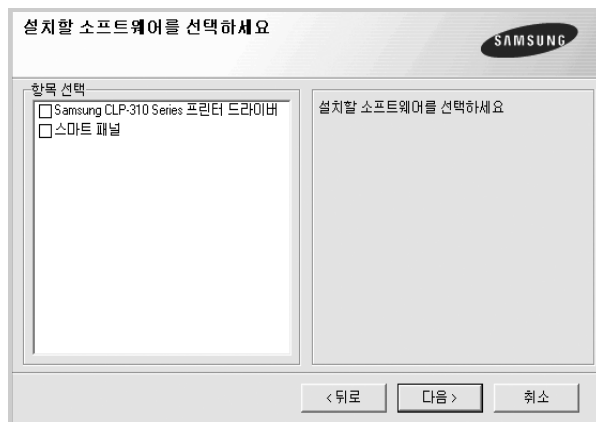 설치할 소프트웨어를 선택하세요
SAMSUNG
항목 선택
Samsung CLP-310 Series 프린터 드라이버
스마트 패널
설치할 소프트웨어를 선택하세요
<뒤로
다음>
취소